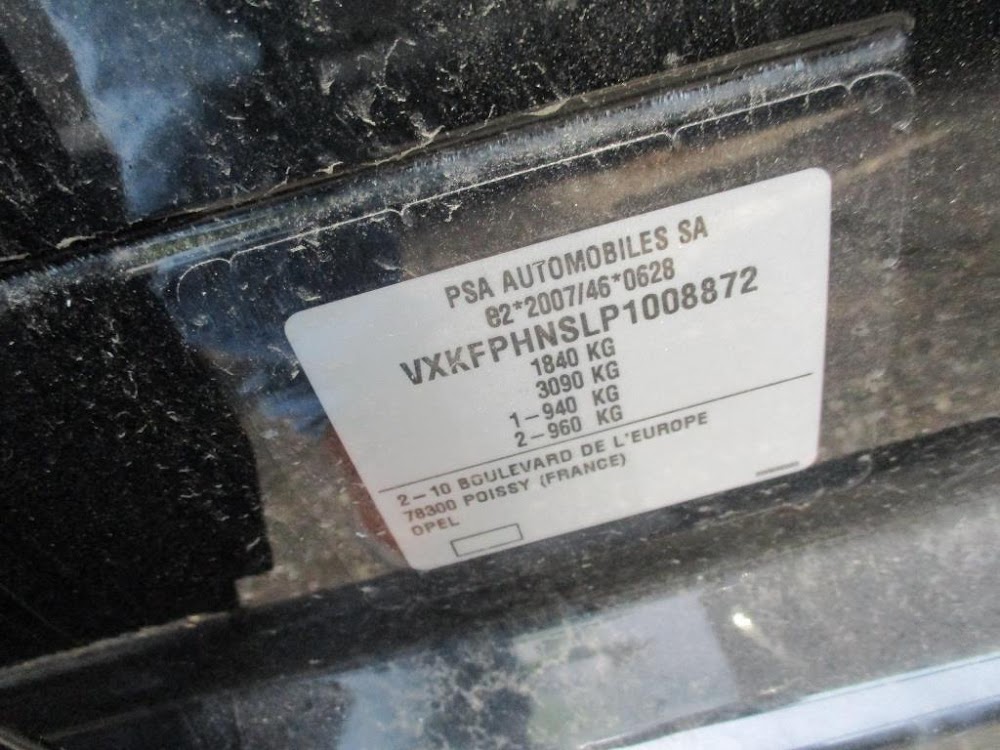 PSA AUTOMOBILES SA
e2*2007/46*0628
VXKFPHNSLP1008872
1840 KG
3090 KG
1-940 KG
2-960 KG
2-10 BOULEVARD DE L'EUROPE
78300 POISSY (FRANCE)
OPEL